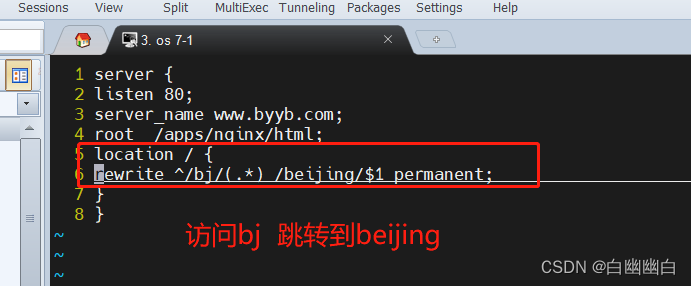 Sessions View Split MultiExec Tunneling Packages Settings Help
3. os 7-1
1 server {
2 listen 80;
3 server_name www.byyb.com;
4 root /apps/nginx/html;
5 location / {
6 rewrite ^/bj/(.*) /beijing/$1 permanent;
7 }
8 }
~
访问bj 跳转到beijing
~
~
CSDN @白幽幽白